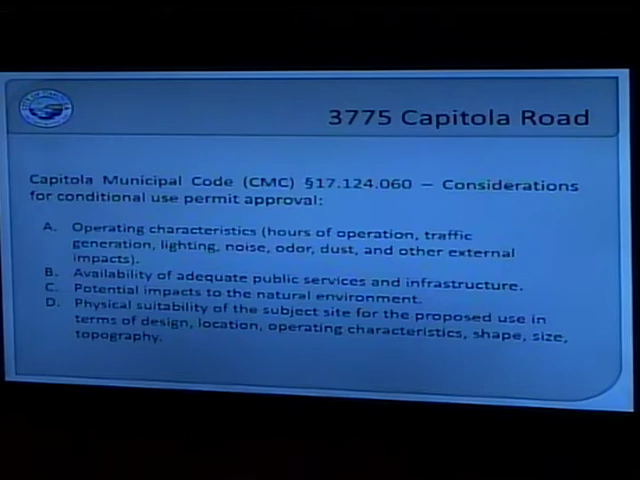 3775 Capitola Road
Capitola Municipal Code (CMC) §17.124.060 – Considerations
for conditional use permit approval:
A. Operating characteristics (hours of operation, traffic
generation, lighting, noise, odor, dust, and other external
impacts).
B. Availability of adequate public services and infrastructure.
C. Potential impacts to the natural environment.
D. Physical suitability of the subject site for the proposed use in
terms of design, location, operating characteristics, shape, size,
topography.